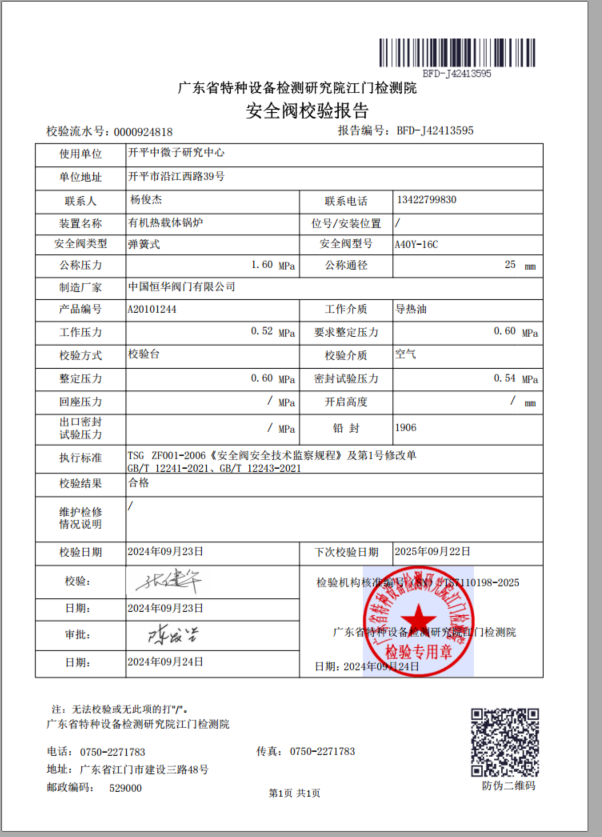 BFD-J42413595
广东省特种设备检测研究院江门检测院
安全阀校验报告
校验流水号：0000924818 报告编号：BFD-J42413595
使用单位 开平中微子研究中心
单位地址 开平市沿江西路39号
联系人 杨俊杰 联系电话 13422799830
装置名称 有机热载体锅炉 位号/安装位置 /
安全阀类型 弹簧式 安全阀型号 A40Y-16C
公称压力 1.60 MPa 公称通径 25 mm
制造厂家 中国恒华阀门有限公司
产品编号 A20101244 工作介质 导热油
工作压力 0.52 MPa 要求整定压力 0.60 MPa
校验方式 校验台 校验介质 空气
整定压力 0.60 MPa 密封试验压力 0.54 MPa
回座压力 / MPa 开启高度 / mm
出口密封
试验压力 / MPa 铅 封 1906
执行标准 TSG ZF001-2006《安全阀安全技术监察规程》及第1号修改单
GB/T 12241-2021、GB/T 12243-2021
校验结果 合格
维护检修
情况说明 /
校验日期 2024年09月23日 下次校验日期 2025年09月22日
校验： 张健华 检验机构核准编号
TS7110198-2025
日期： 2024年09月23日
审批： 广东省特种设备检测研究院江门检测院
检验专用章
日期： 2024年09月24日 日期：2024年09月24日
注：无法校验或无此项的打"/"。
广东省特种设备检测研究院江门检测院
电话：0750-2271783 传真：0750-2271783
地址：广东省江门市建设三路48号
邮政编码： 529000
第1页 共1页
防伪二维码